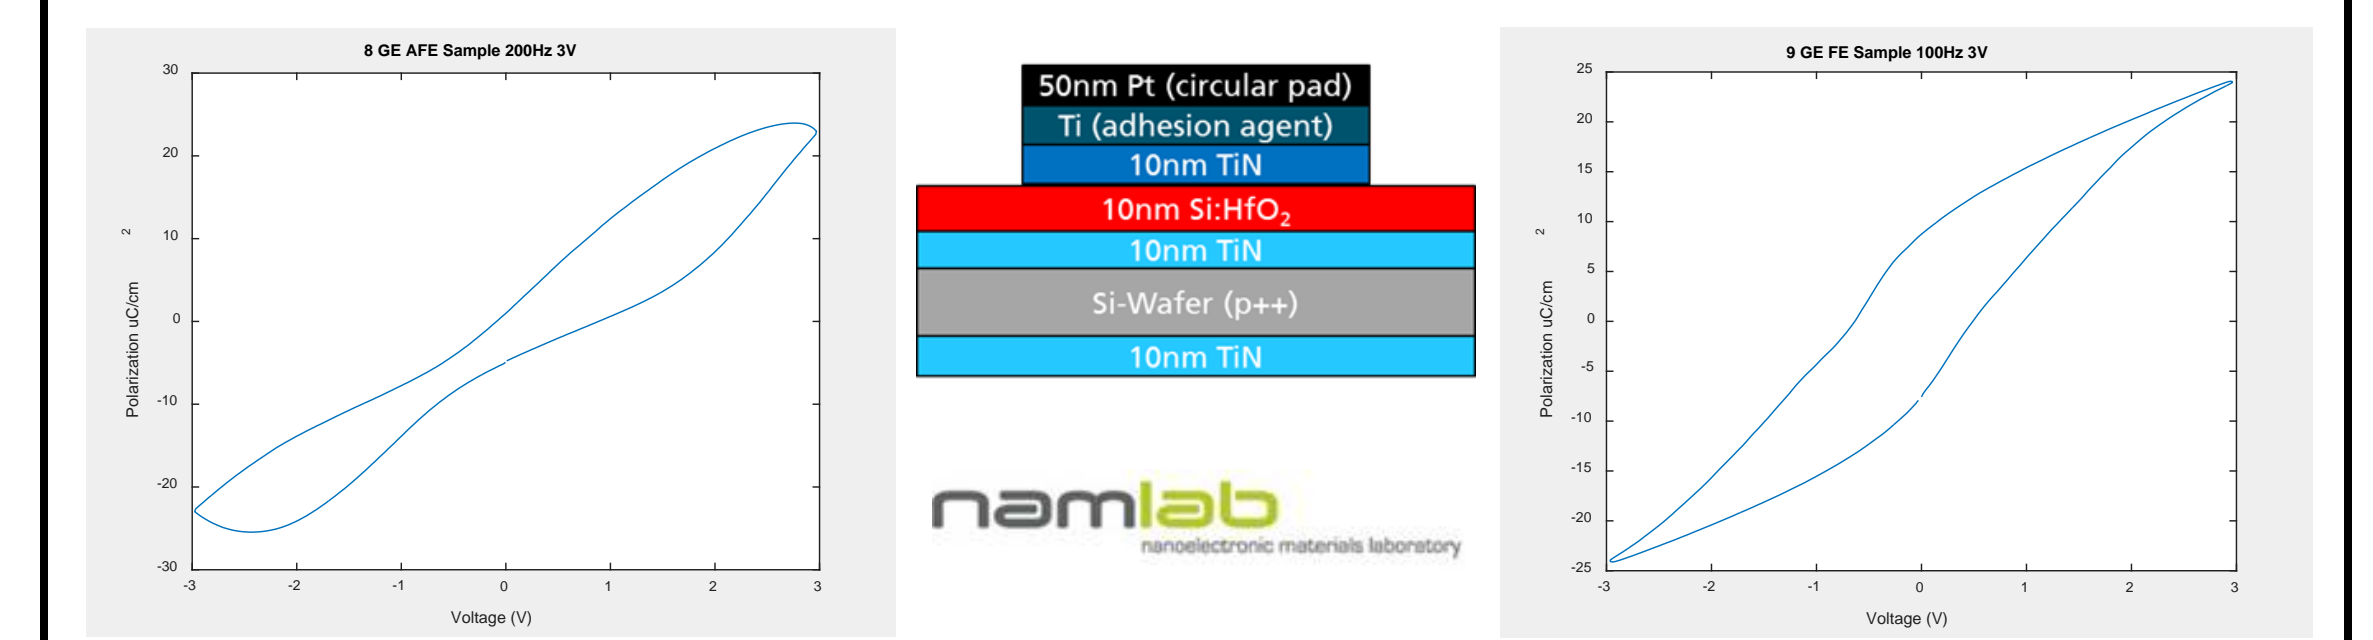 8 GE AFE Sample 200Hz 3V
30
20
10
0
-10
-20
-30
-3 -2 -1 0 1 2 3
Voltage (V)
Polarization uC/cm 2
50nm Pt (circular pad)
Ti (adhesion agent)
10nm TiN
10nm Si:HfO2
10nm TiN
Si-Wafer (p++)
10nm TiN
namlab
nanoelectronic materials laboratory
9 GE FE Sample 100Hz 3V
25
20
15
10
5
0
-5
-10
-15
-20
-25
-3 -2 -1 0 1 2 3
Voltage (V)
Polarization uC/cm 2